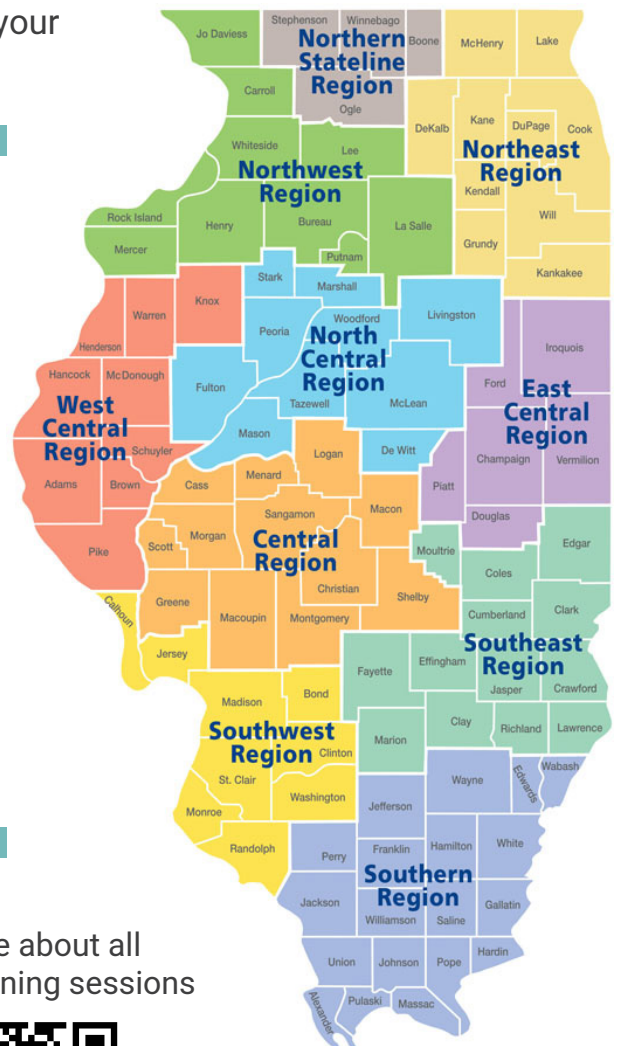 your
Jo Daviess
Stephenson
Winnebago
Boone
McHenry
Lake
Northern
Stateline
Region
Carroll
Ogle
DeKalb
Kane
DuPage
Cook
Northeast
Region
Whiteside
Lee
Northwest
Region
Kendall
Will
Rock Island
Henry
Bureau
La Salle
Grundy
Mercer
Putnam
Kankakee
Stark
Marshall
Knox
Warren
Henderson
Peoria
Woodford
Livingston
North
Central
Region
Iroquois
Hancock
McDonough
Fulton
Tazewell
McLean
Ford
East
Central
Region
West
Central
Region
Mason
De Witt
Schuyler
Logan
Champaign
Vermilion
Adams
Brown
Cass
Menard
Piatt
Sangamon
Macon
Douglas
Central
Region
Pike
Scott
Morgan
Moultrie
Edgar
Coles
Christian
Shelby
Greene
Macoupin
Montgomery
Cumberland
Clark
Calhoun
Southeast
Region
Jersey
Fayette
Effingham
Jasper
Crawford
Madison
Bond
Southwest
Region
Clinton
Marion
Clay
Richland
Lawrence
St. Clair
Washington
Monroe
Wayne
Edwards
Wabash
Jefferson
Randolph
Perry
Franklin
Hamilton
White
Southern
Region
Jackson
Williamson
Saline
Gallatin
e about all
ning sessions
Union
Johnson
Pope
Hardin
Alexander
Pulaski
Massac